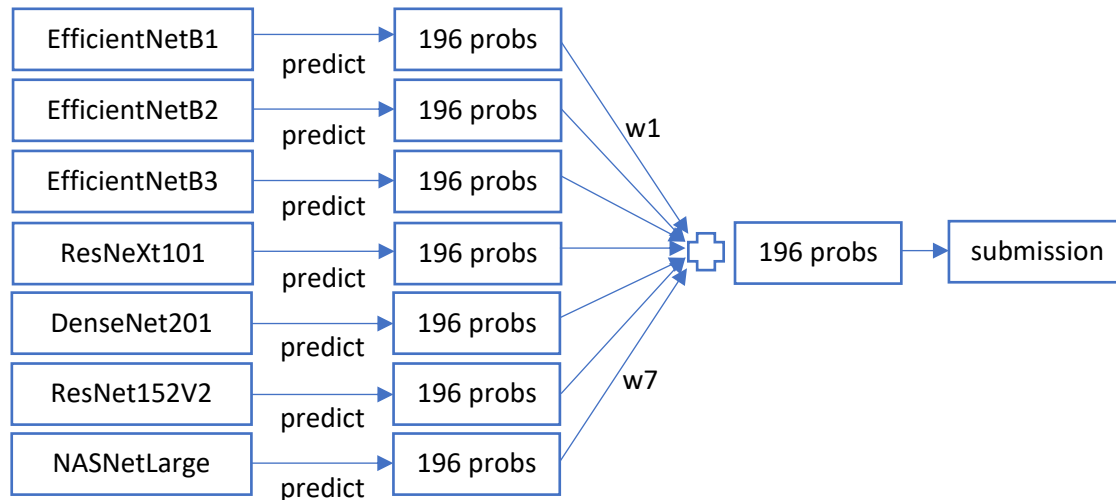 EfficientNetB1
predict
196 probs
EfficientNetB2
predict
196 probs
w1
EfficientNetB3
predict
196 probs
ResNeXt101
predict
196 probs
196 probs
submission
DenseNet201
predict
196 probs
ResNet152V2
predict
196 probs
w7
NASNetLarge
predict
196 probs